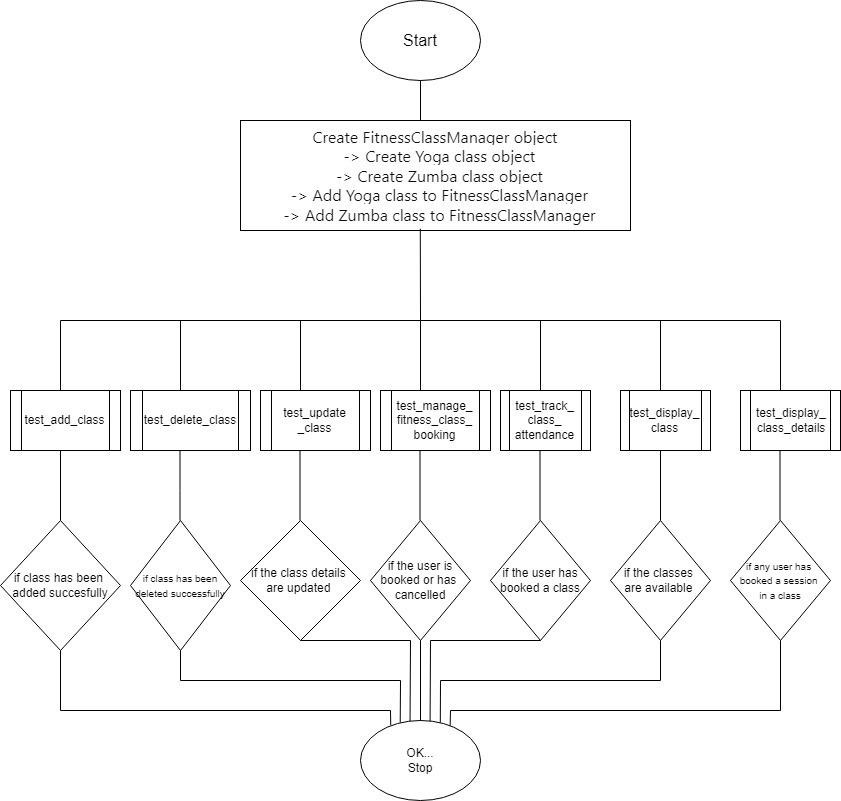 Start
Create FitnessClassManager object
-> Create Yoga class object
-> Create Zumba class object
-> Add Yoga class to FitnessClassManager
-> Add Zumba class to FitnessClassManager
test_add_class
test_delete_class
test_update
_class
test_manage_
fitness_class_
booking
test_track_
class_
attendance
test_display_
class
test_display_
class_details
if class has been
added succesfully
if class has been
deleted successfully
if the class details
are updated
if the user is
booked or has
cancelled
if the user has
booked a class
if the classes
are available
if any user has
booked a session
in a class
OK...
Stop